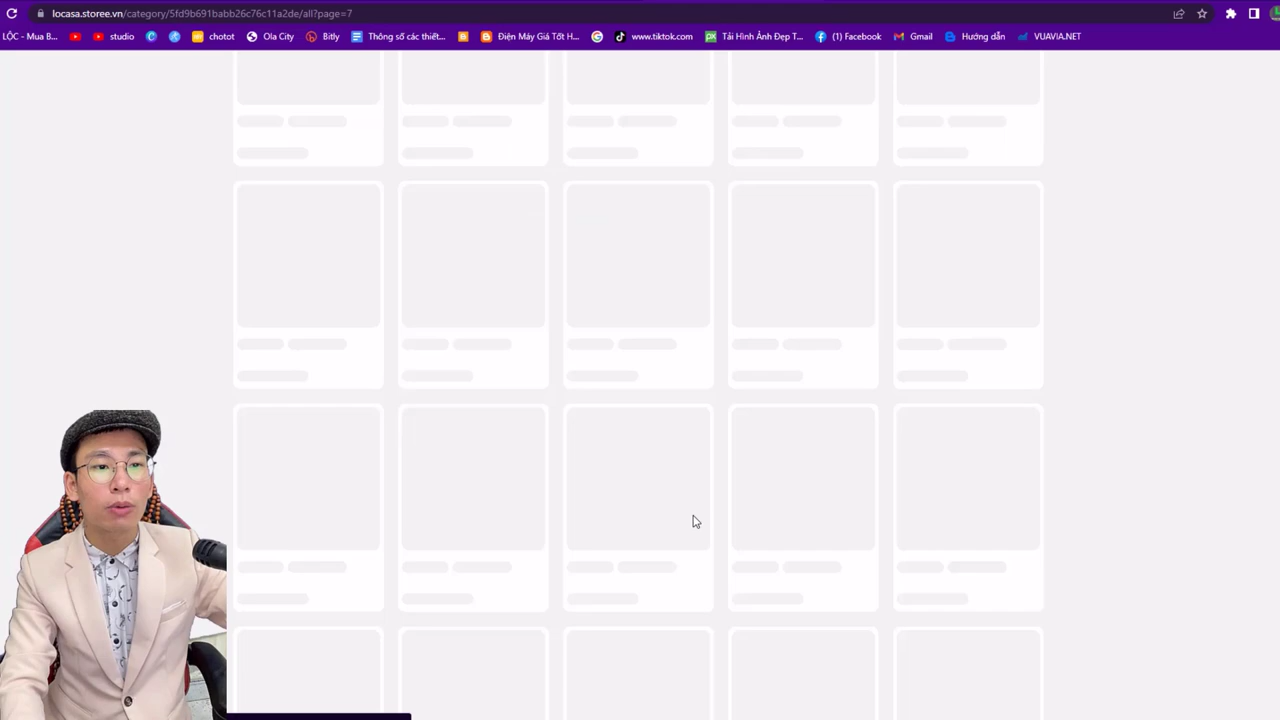 locasa.storee.vn/category/5fd9b691babb26c76c11a2de/all?page=7
LỘC - Mua B...
studio
chotot
Ola City
Bitly
Thông số các thiết...
Điện Máy Giá Tốt H...
www.tiktok.com
Tải Hình Ảnh Đẹp T...
(1) Facebook
Gmail
Hướng dẫn
VUAVIA.NET